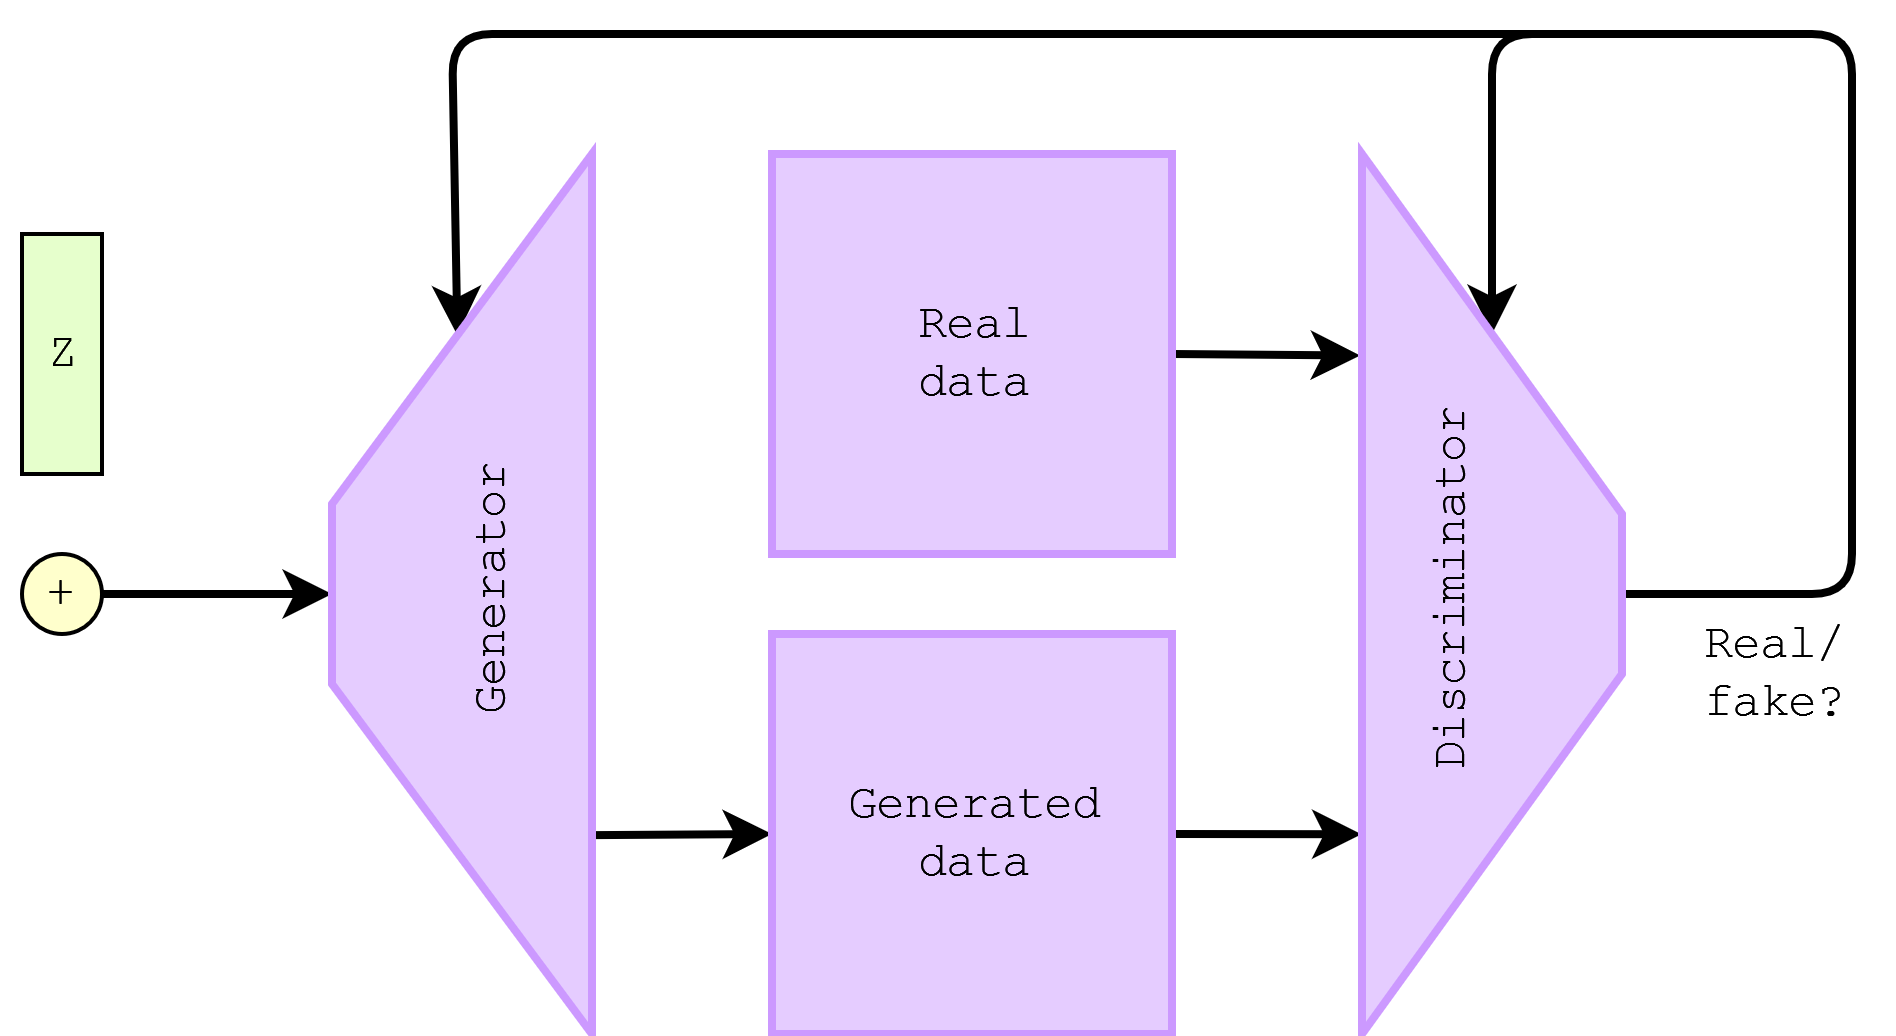 Z
+
Generator
Real
data
Generated
data
Discriminator
Real/
fake?